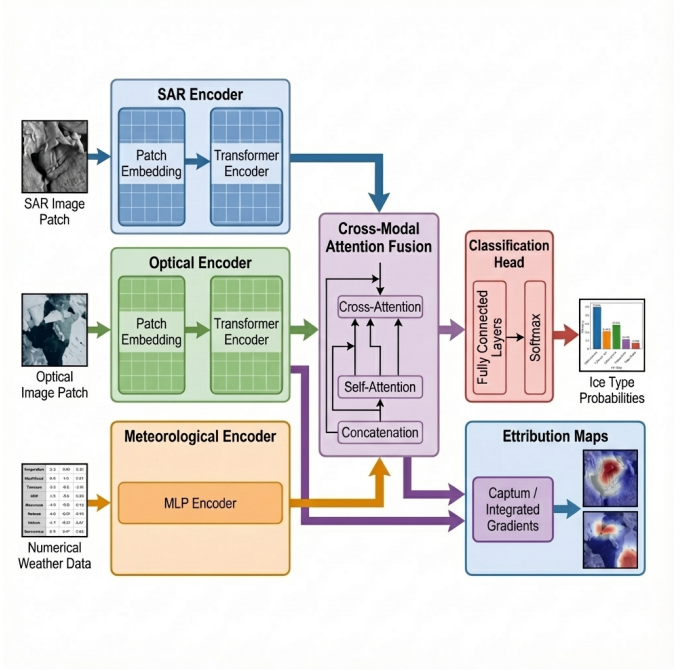 SAR Encoder
Patch
Embedding
Transformer
Encoder
SAR Image
Patch
Optical Encoder
Patch
Embedding
Transformer
Encoder
Optical
Image Patch
Meteorological Encoder
MLP Encoder
Numerical
Weather Data
Cross-Modal
Attention Fusion
Cross-Attention
Self-Attention
Concatenation
Classification
Head
Fully Connected
Layers
Softmax
Ice Type
Probabilities
Ettribution Maps
Captum /
Integrated
Gradients